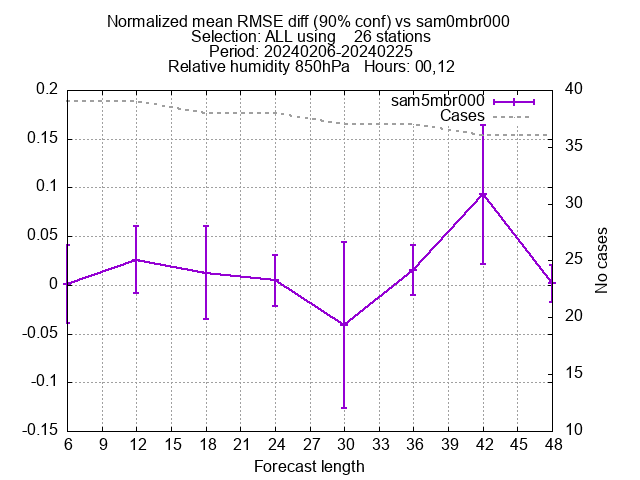 Normalized mean RMSE diff (90% conf) vs sam0mbr000
Selection: ALL using    26 stations
Period: 20240206-20240225
Relative humidity 850hPa   Hours: 00,12
sam5mbr000
Cases
0.2
0.15
0.1
0.05
0
-0.05
-0.1
-0.15
40
35
30
25
20
15
10
No cases
6 12 15 18 21 24 27 30 33 36 39 42 45 48
Forecast length